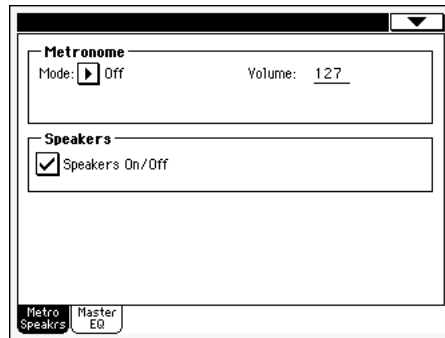 Metronome
Mode: Off Volume: 127
Speakers
Speakers On/Off
Metro Speakrs
Master EQ